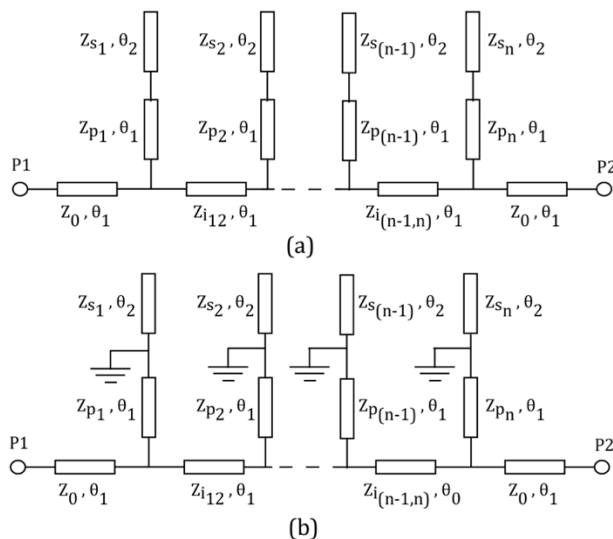 Zs1, θ2 Zs2, θ2 Zs(n-1), θ2 Zsn, θ2
Zp1, θ1 Zp2, θ1 Zp(n-1), θ1 Zpn, θ1
P1 P2
Z0, θ1 Zi12, θ1 Zi(n-1,n), θ1 Z0, θ1
(a)
Zs1, θ2 Zs2, θ2 Zs(n-1), θ2 Zsn, θ2
Zp1, θ1 Zp2, θ1 Zp(n-1), θ1 Zpn, θ1
P1 P2
Z0, θ1 Zi12, θ1 Zi(n-1,n), θ0 Z0, θ1
(b)